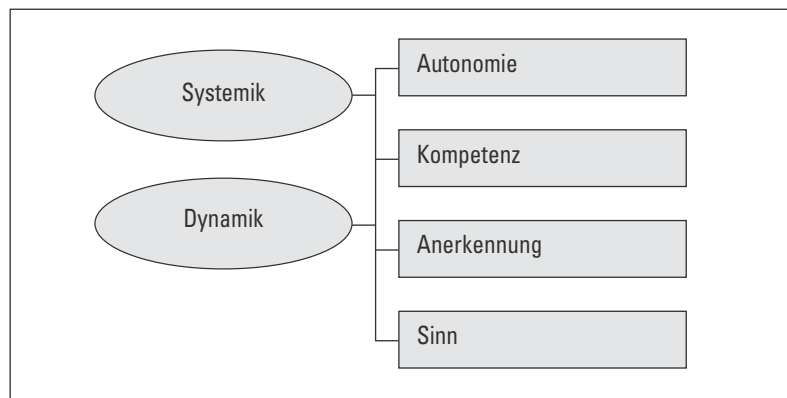 Systemik
Dynamik
Autonomie
Kompetenz
Anerkennung
Sinn